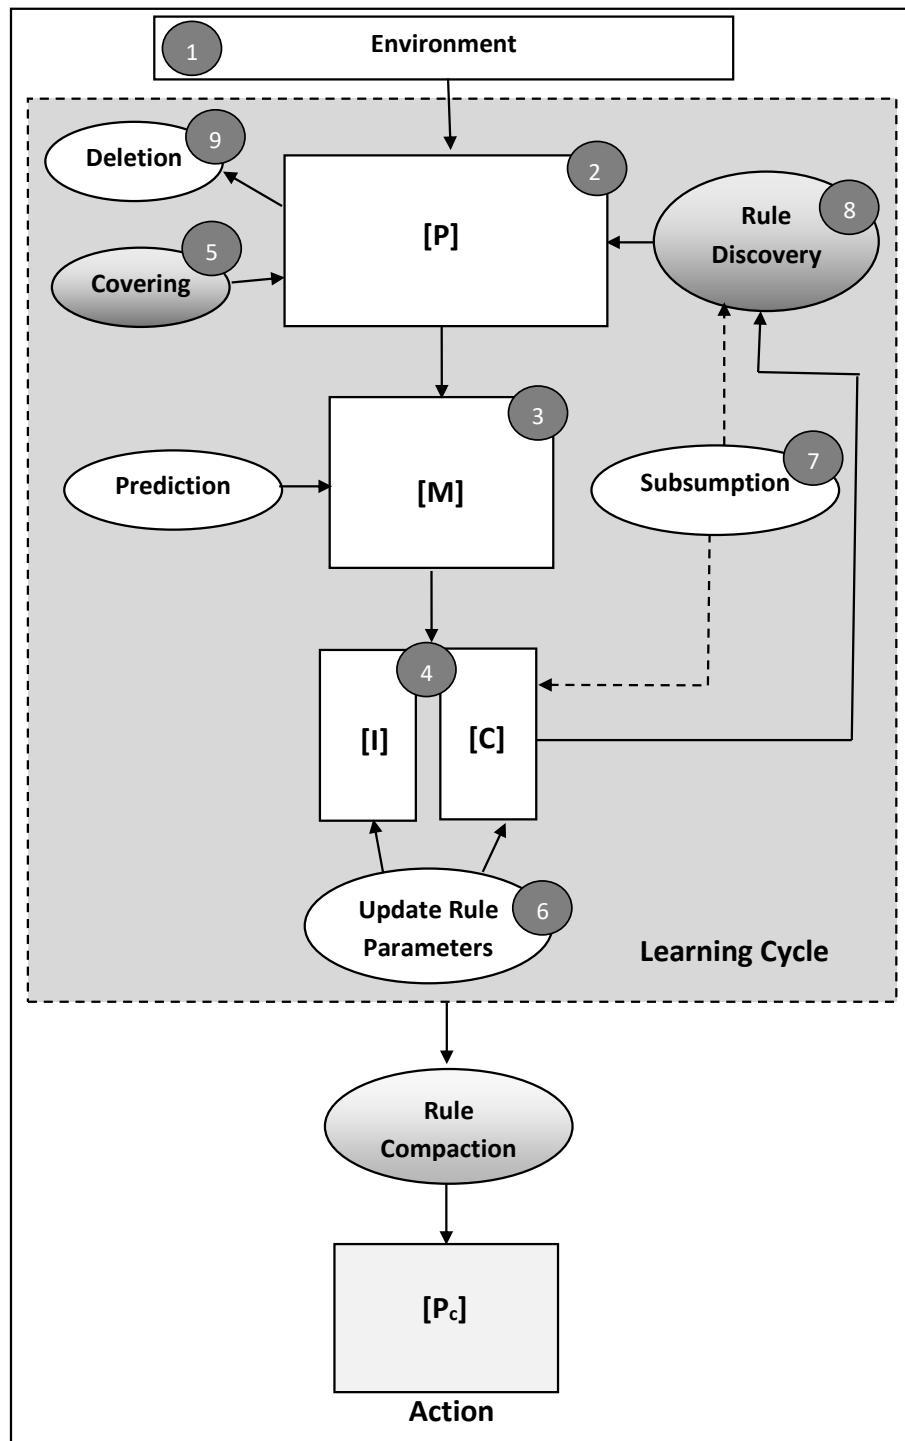 1
Environment
9
Deletion
2
8
Rule
Discovery
[P]
5
Covering
3
Prediction
[M]
7
Subsumption
4
[I]
[C]
Update Rule
Parameters
6
Learning Cycle
Rule
Compaction
[Pc]
Action